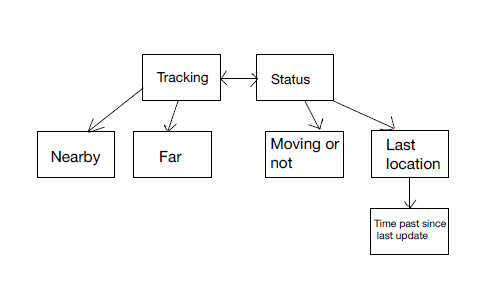 Tracking
Status
Nearby
Far
Moving or
not
Last
location
Time past since
last update